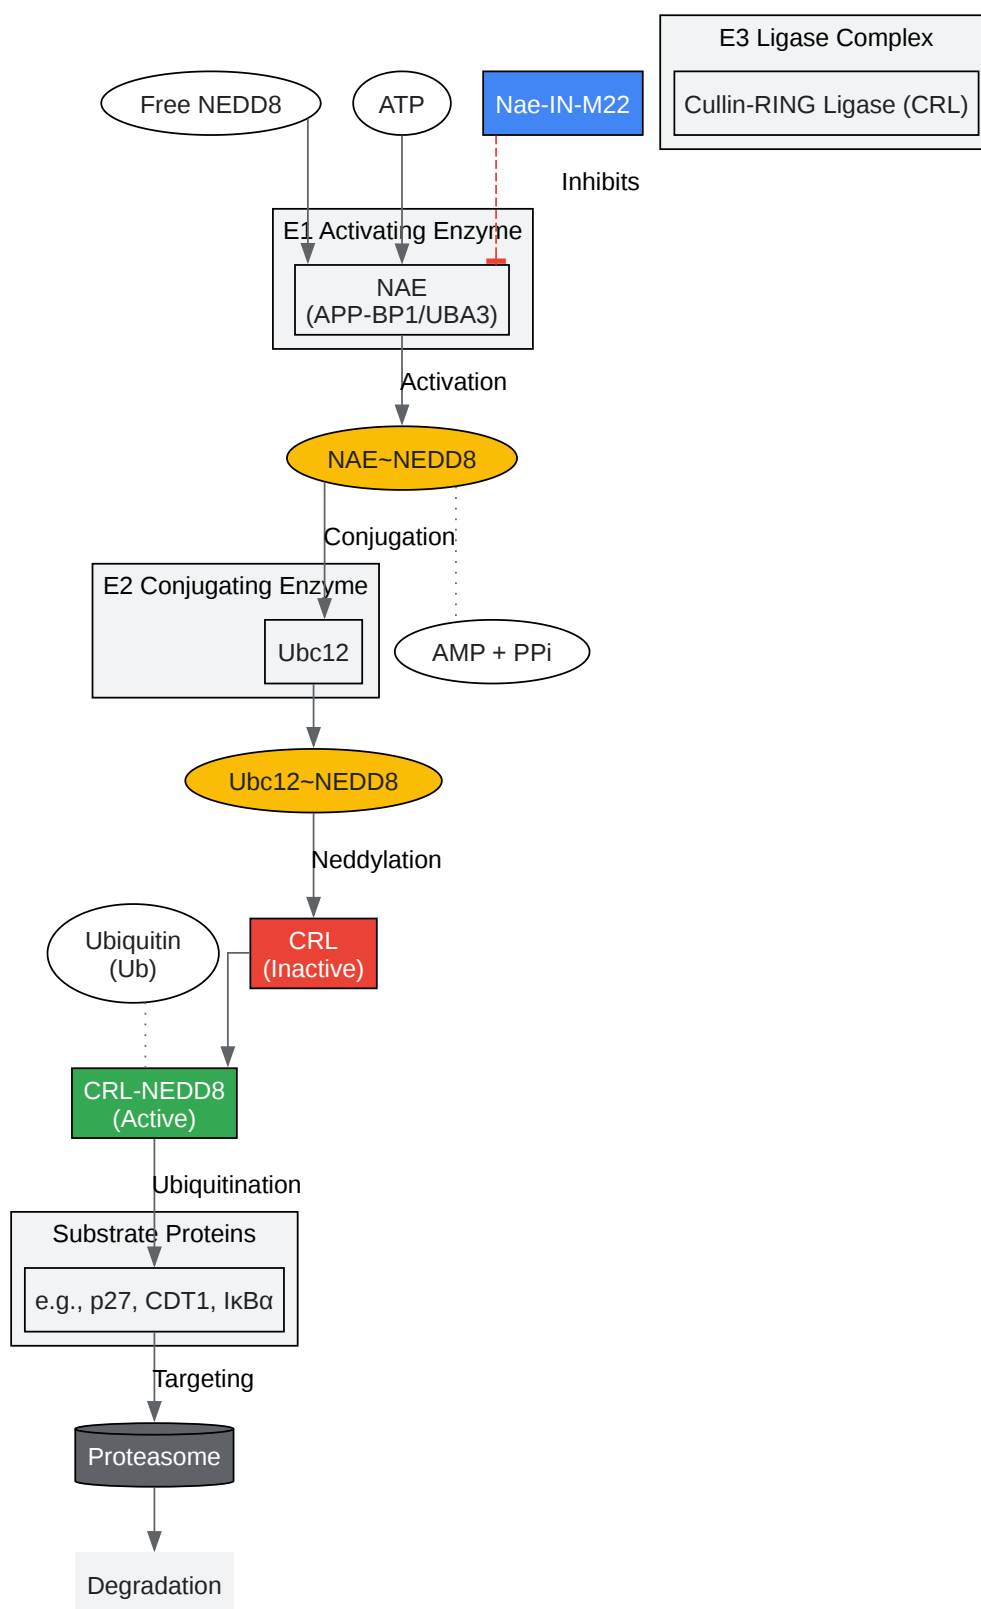 E3 Ligase Complex
Cullin-RING Ligase (CRL)
Free NEDD8
ATP
Nae-IN-M22
Inhibits
E1 Activating Enzyme
NAE
(APP-BP1/UBA3)
Activation
NAE~NEDD8
Conjugation
E2 Conjugating Enzyme
Ubc12
AMP + PPi
Ubc12~NEDD8
Neddylation
Ubiquitin
(Ub)
CRL
(Inactive)
CRL-NEDD8
(Active)
Ubiquitination
Substrate Proteins
e.g., p27, CDT1, IκBα
Targeting
Proteasome
Degradation